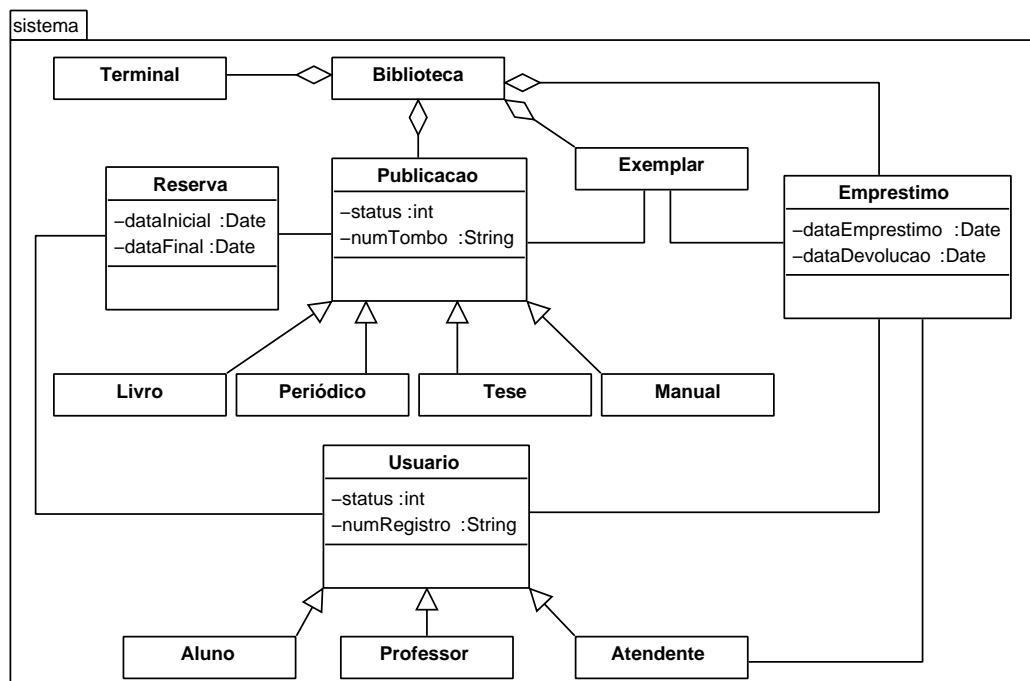 sistema
Terminal
Biblioteca
Exemplar
Reserva
–dataInicial :Date
–dataFinal :Date
Publicacao
–status :int
–numTombo :String
Emprestimo
–dataEmprestimo :Date
–dataDevolucao :Date
Livro
Periódico
Tese
Manual
Usuario
–status :int
–numRegistro :String
Aluno
Professor
Atendente